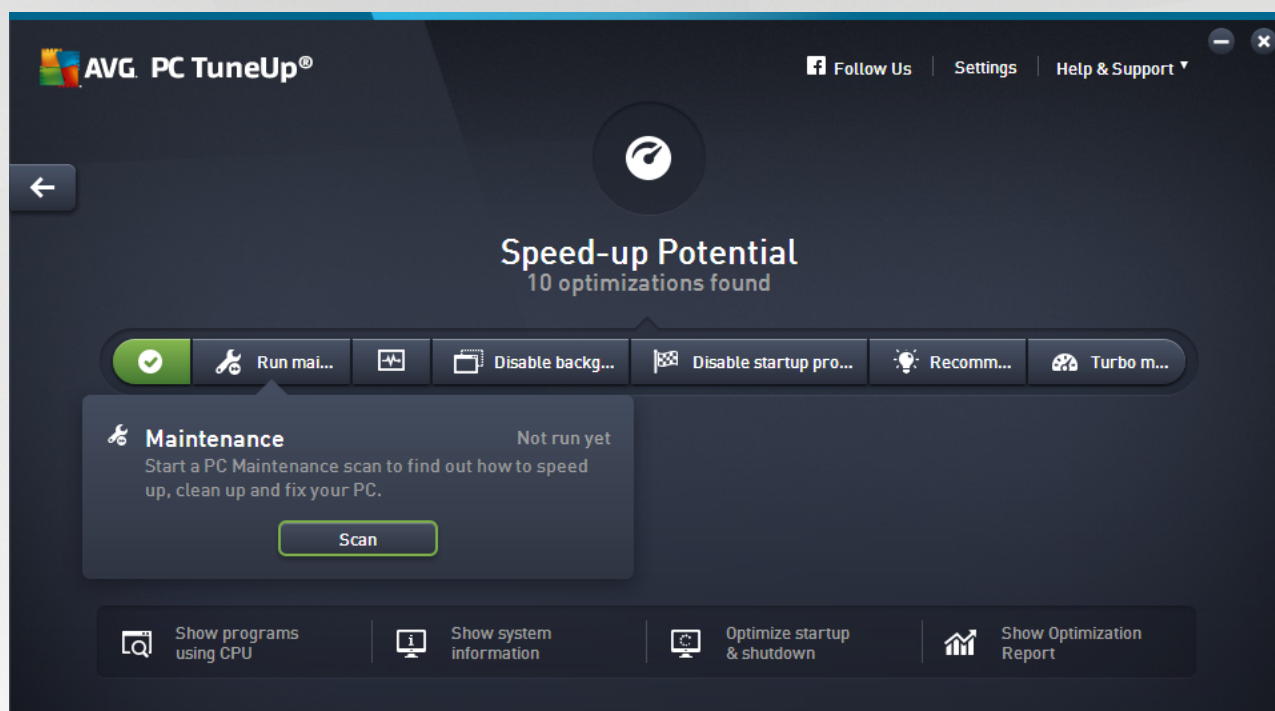 AVG. PC TuneUp®
Follow Us
Settings
Help & Support
Speed-up Potential
10 optimizations found
Run mai...
Disable backg...
Disable startup pro...
Recomm...
Turbo m...
Maintenance
Not run yet
Start a PC Maintenance scan to find out how to speed
up, clean up and fix your PC.
Scan
Show programs
using CPU
Show system
information
Optimize startup
& shutdown
Show Optimization
Report